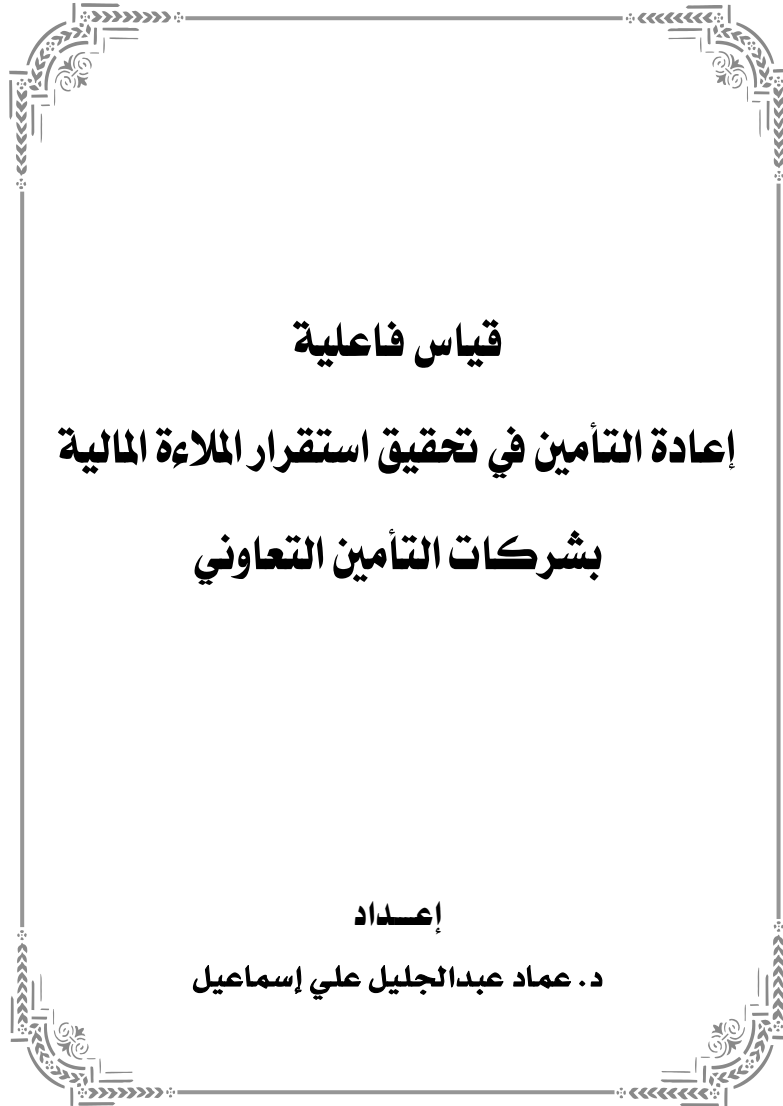 قياس فاعلية
إعادة التأمين في تحقيق استقرار الملاءة المالية
بشركات التأمين التعاوني
إعـــداد
د. عماد عبدالجليل علي إسماعيل